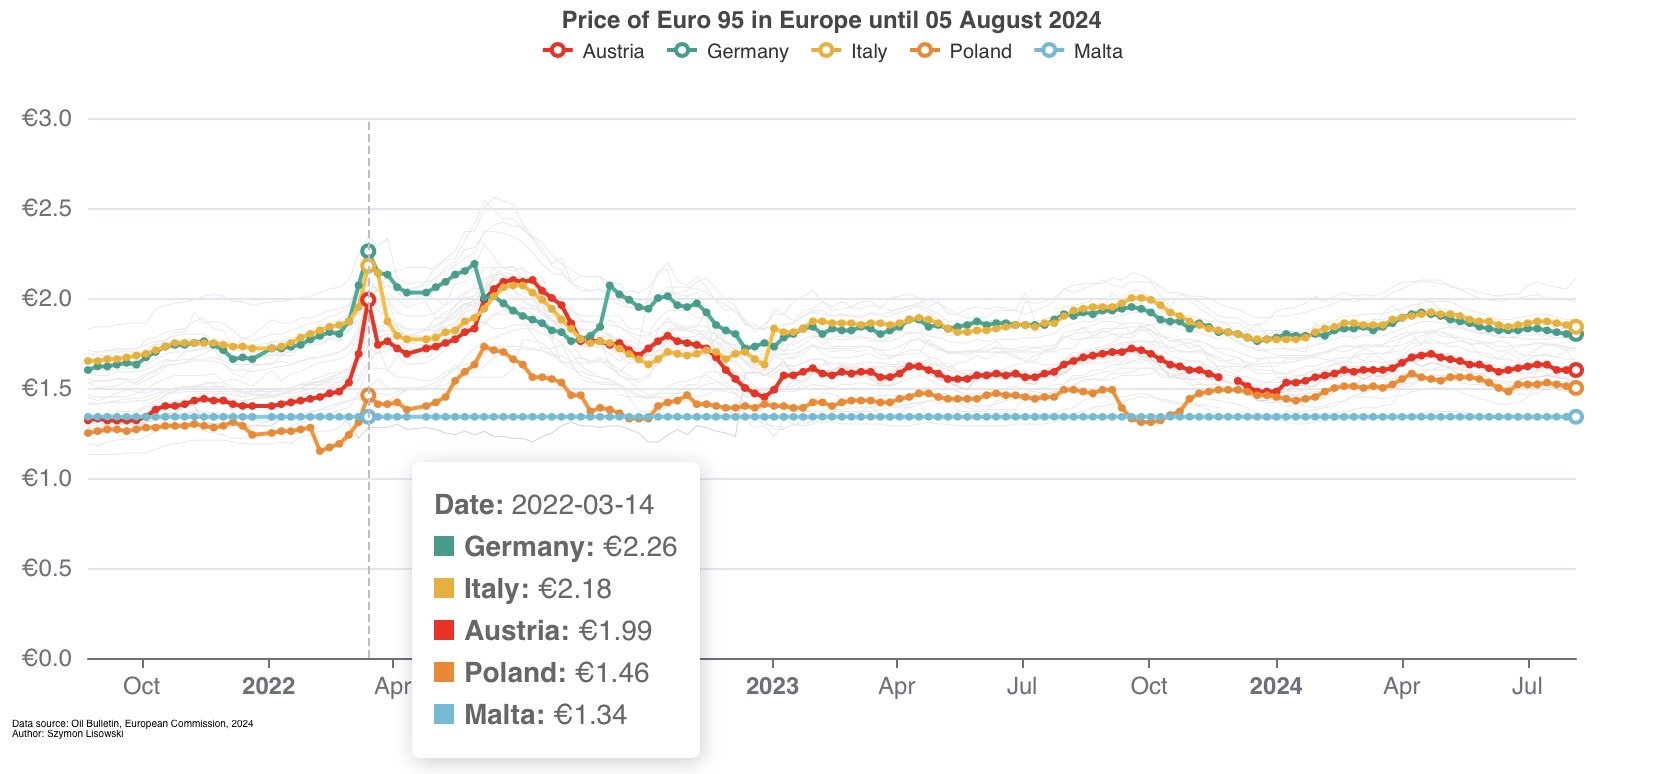 Price of Euro 95 in Europe until 05 August 2024
Austria Germany Italy Poland Malta
€3.0
€2.5
€2.0
€1.5
€1.0
€0.5
€0.0
Date: 2022-03-14
Germany: €2.26
Italy: €2.18
Austria: €1.99
Poland: €1.46
Malta: €1.34
Oct 2022 Apr 2023 Apr Jul Oct 2024 Apr Jul
Data source: Oil Bulletin, European Commission, 2024
Author: Szymon Lisowski